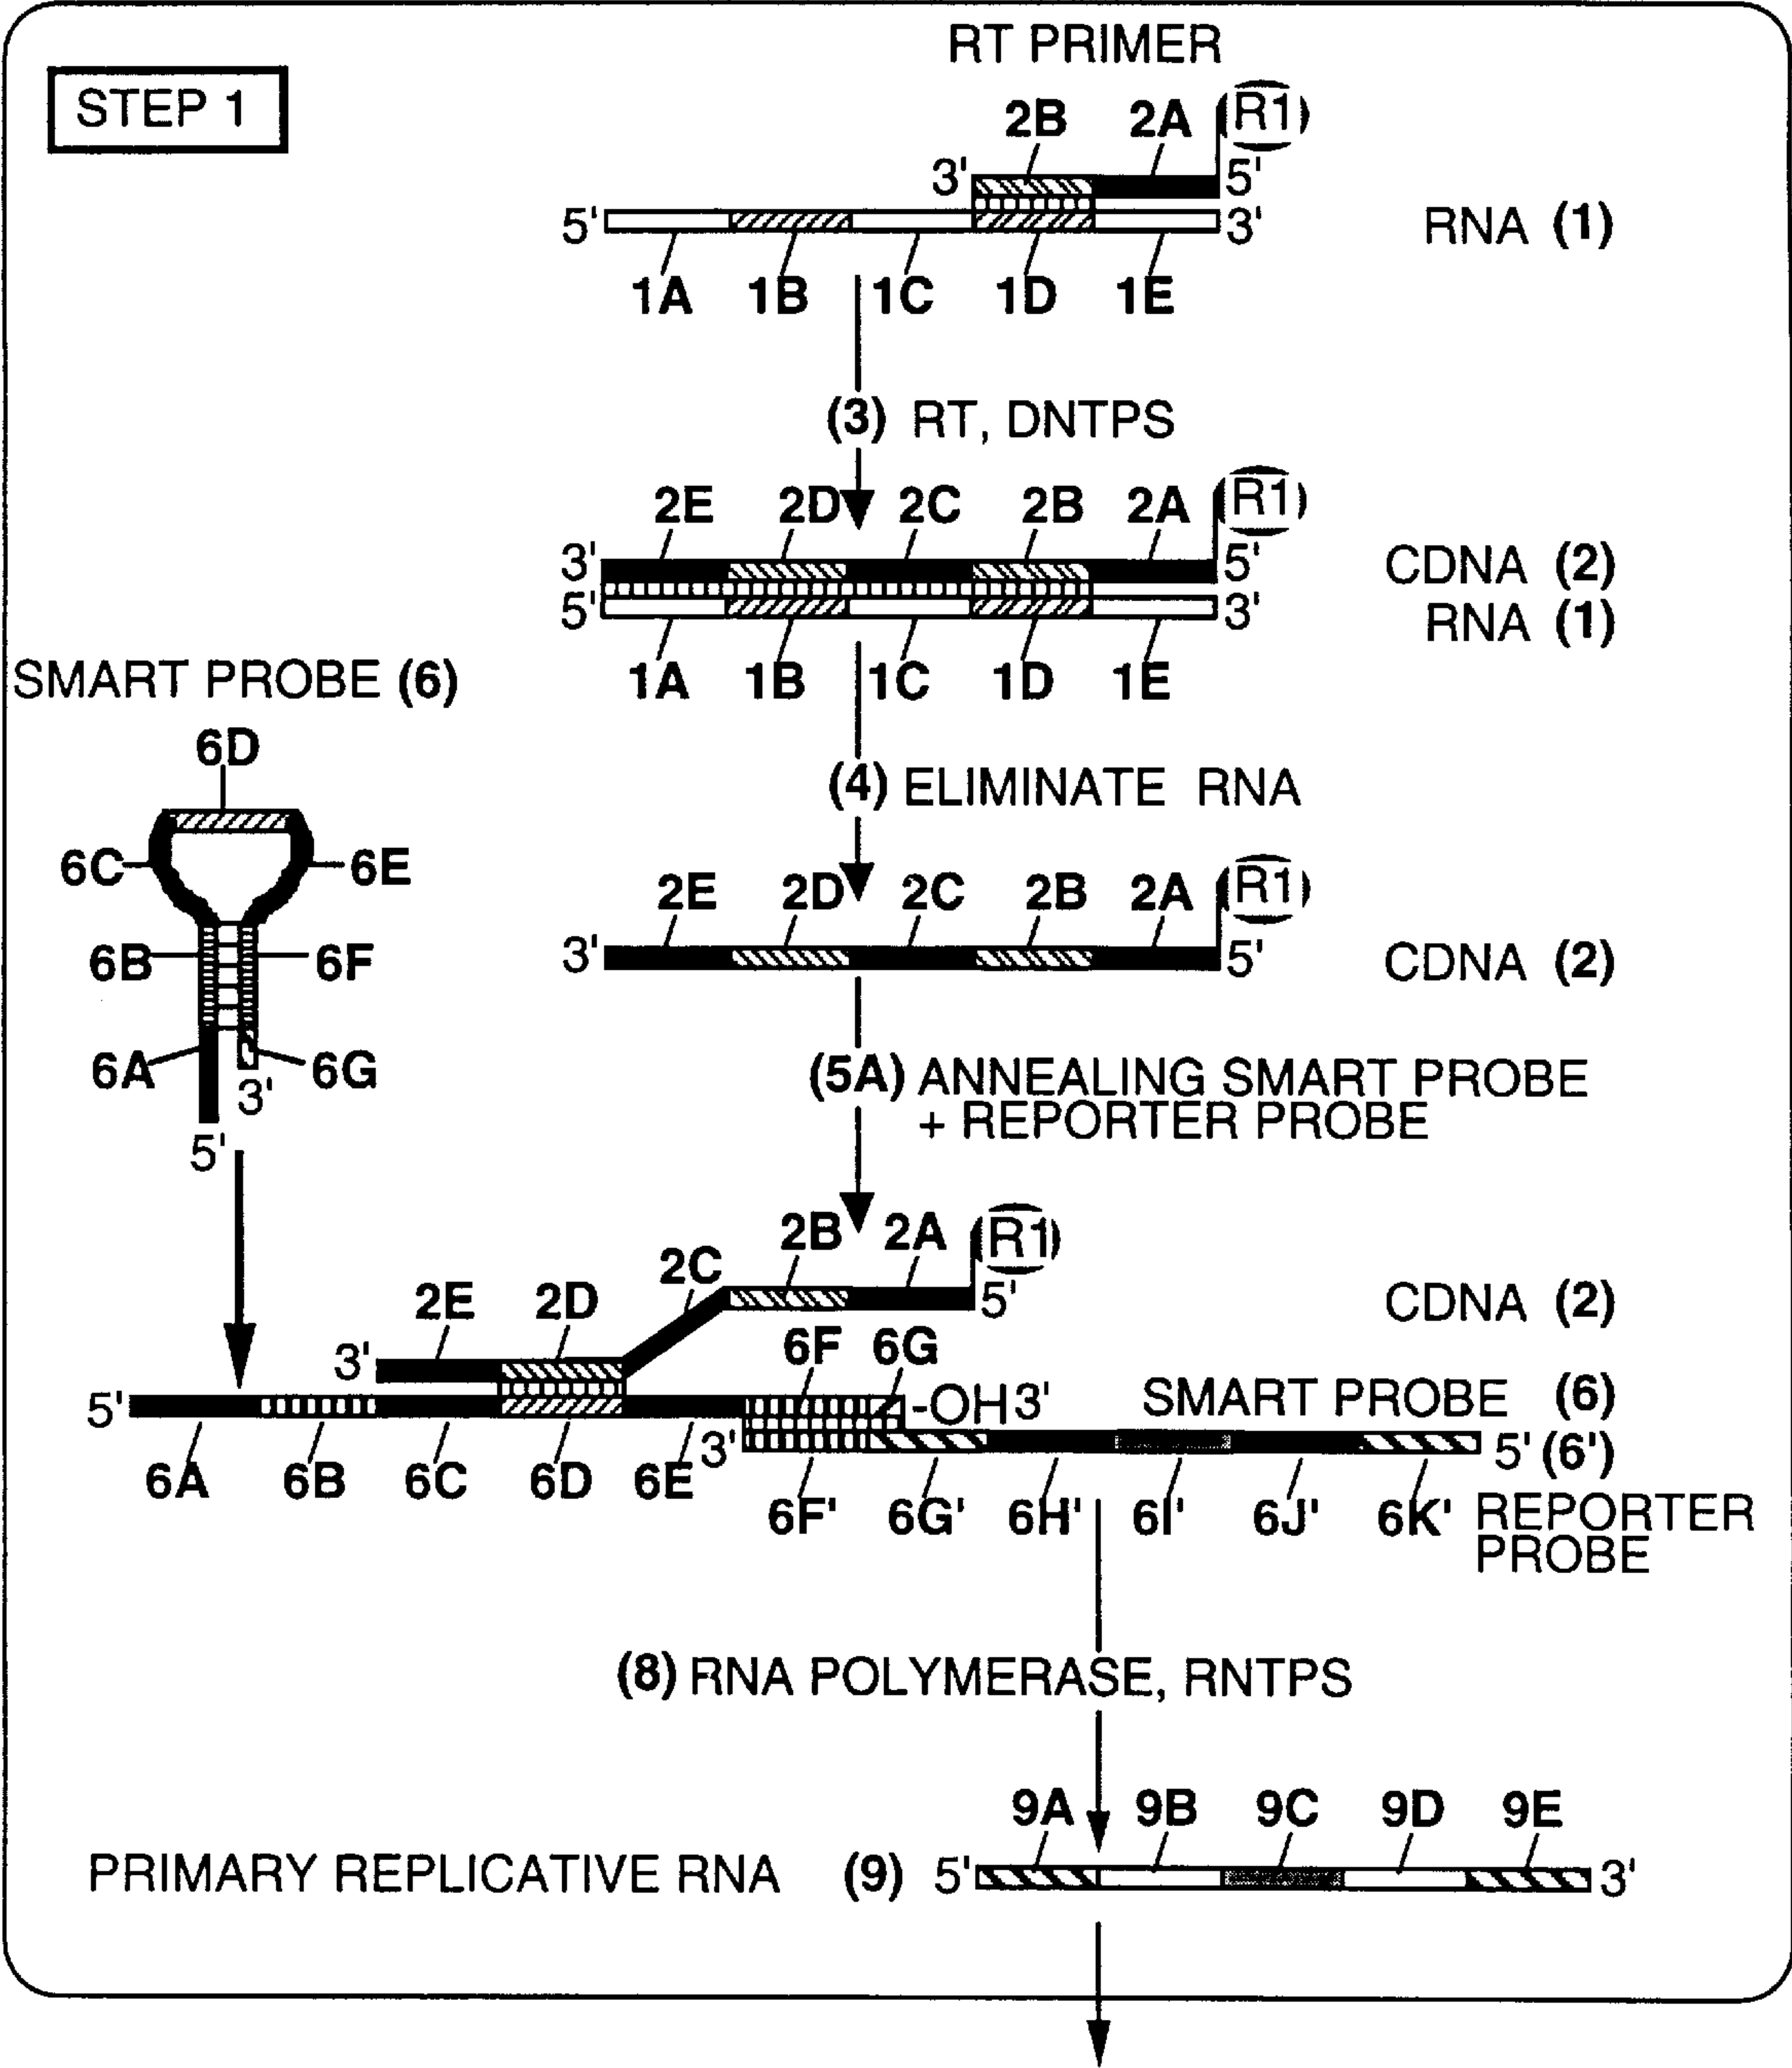 RT PRIMER
STEP 1
2B 2A R1
3' 5'
5' 3' RNA (1)
1A 1B 1C 1D 1E
(3) RT, DNTPS
2E 2D 2C 2B 2A R1
3' 5' CDNA (2)
5' 3' RNA (1)
1A 1B 1C 1D 1E
SMART PROBE (6)
6D
(4) ELIMINATE RNA
6C 6E
2E 2D 2C 2B 2A R1
6B 6F
3' 5' CDNA (2)
6A 6G
3'
5'
(5A) ANNEALING SMART PROBE
+ REPORTER PROBE
2C 2B 2A R1
2E 2D 5' CDNA (2)
3' 6F 6G
5' -OH 3' SMART PROBE (6)
3' 5' (6')
6A 6B 6C 6D 6E
6F' 6G' 6H' 6I' 6J' 6K' REPORTER
PROBE
(8) RNA POLYMERASE, RNTPS
9A 9B 9C 9D 9E
PRIMARY REPLICATIVE RNA (9) 5' 3'